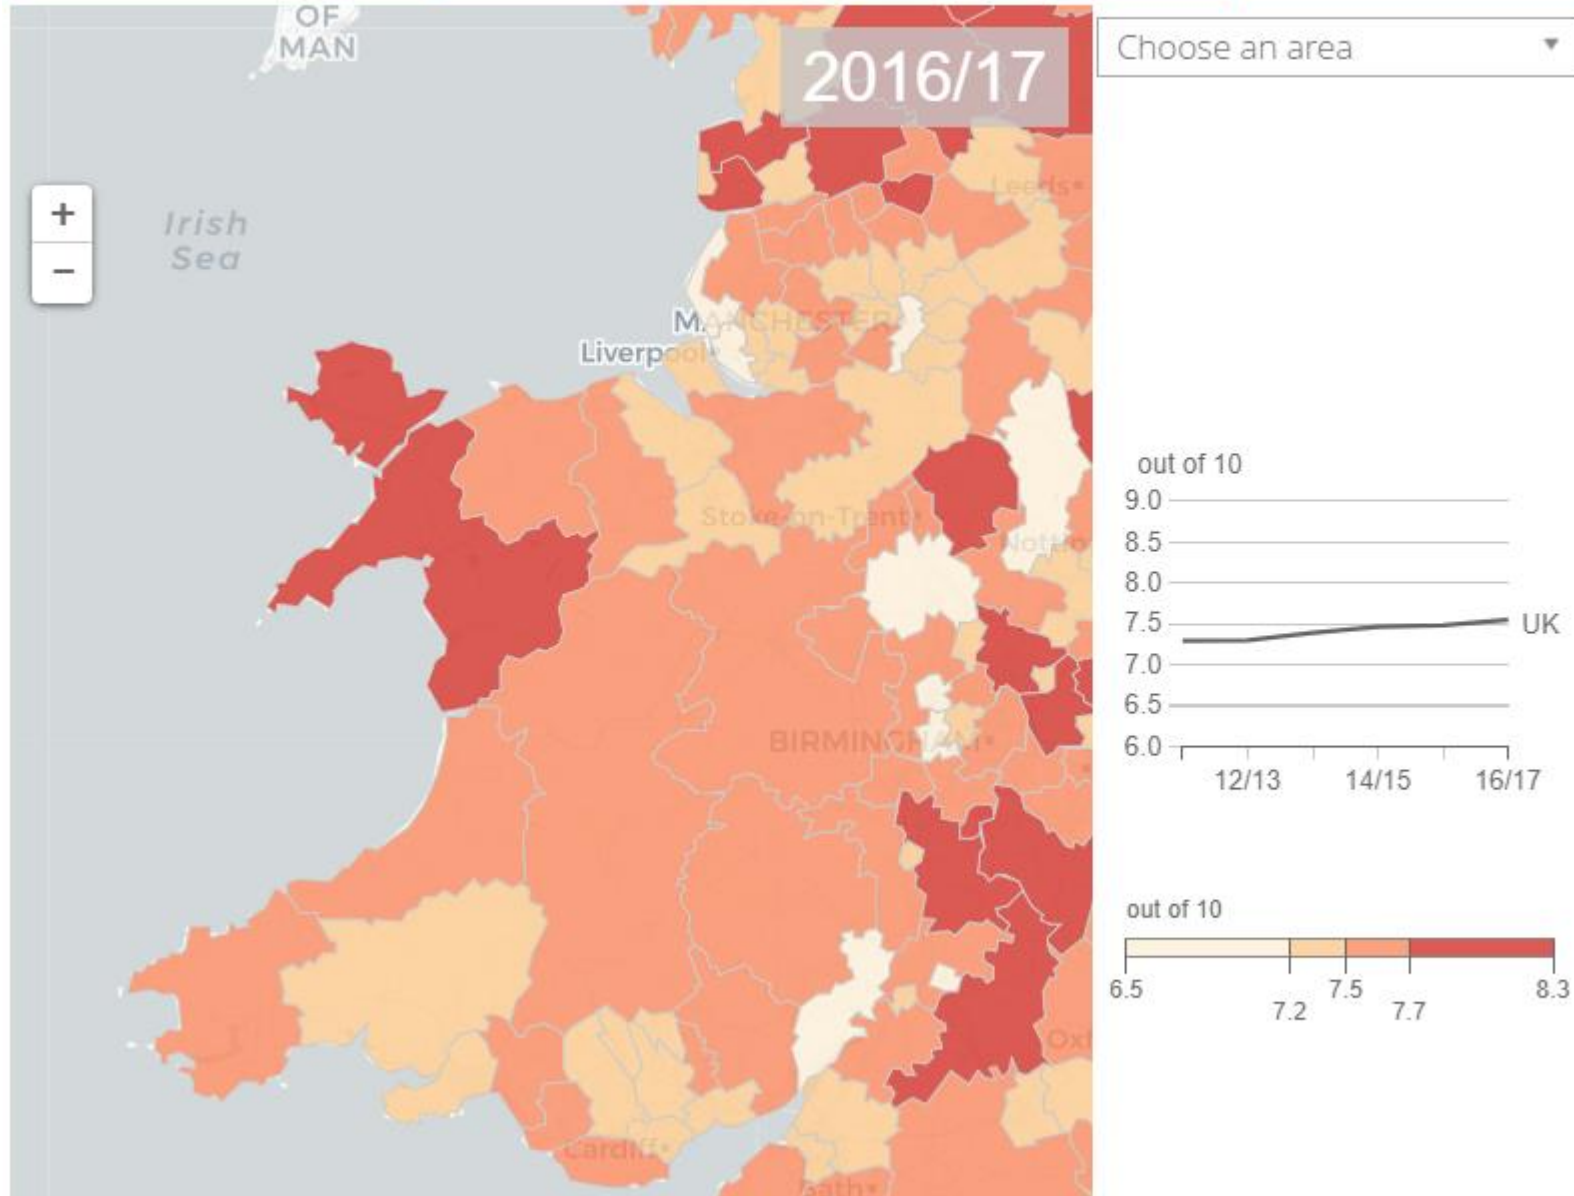 OF
MAN
2016/17
Choose an area
+
−
Irish
Sea
Leeds
MANCHESTER
Liverpool
Stoke-on-Trent
BIRMINGHAM
Cardiff
Bath
out of 10
9.0
8.5
8.0
7.5
UK
7.0
6.5
6.0
12/13 14/15 16/17
out of 10
6.5 7.5 8.3
7.2 7.7